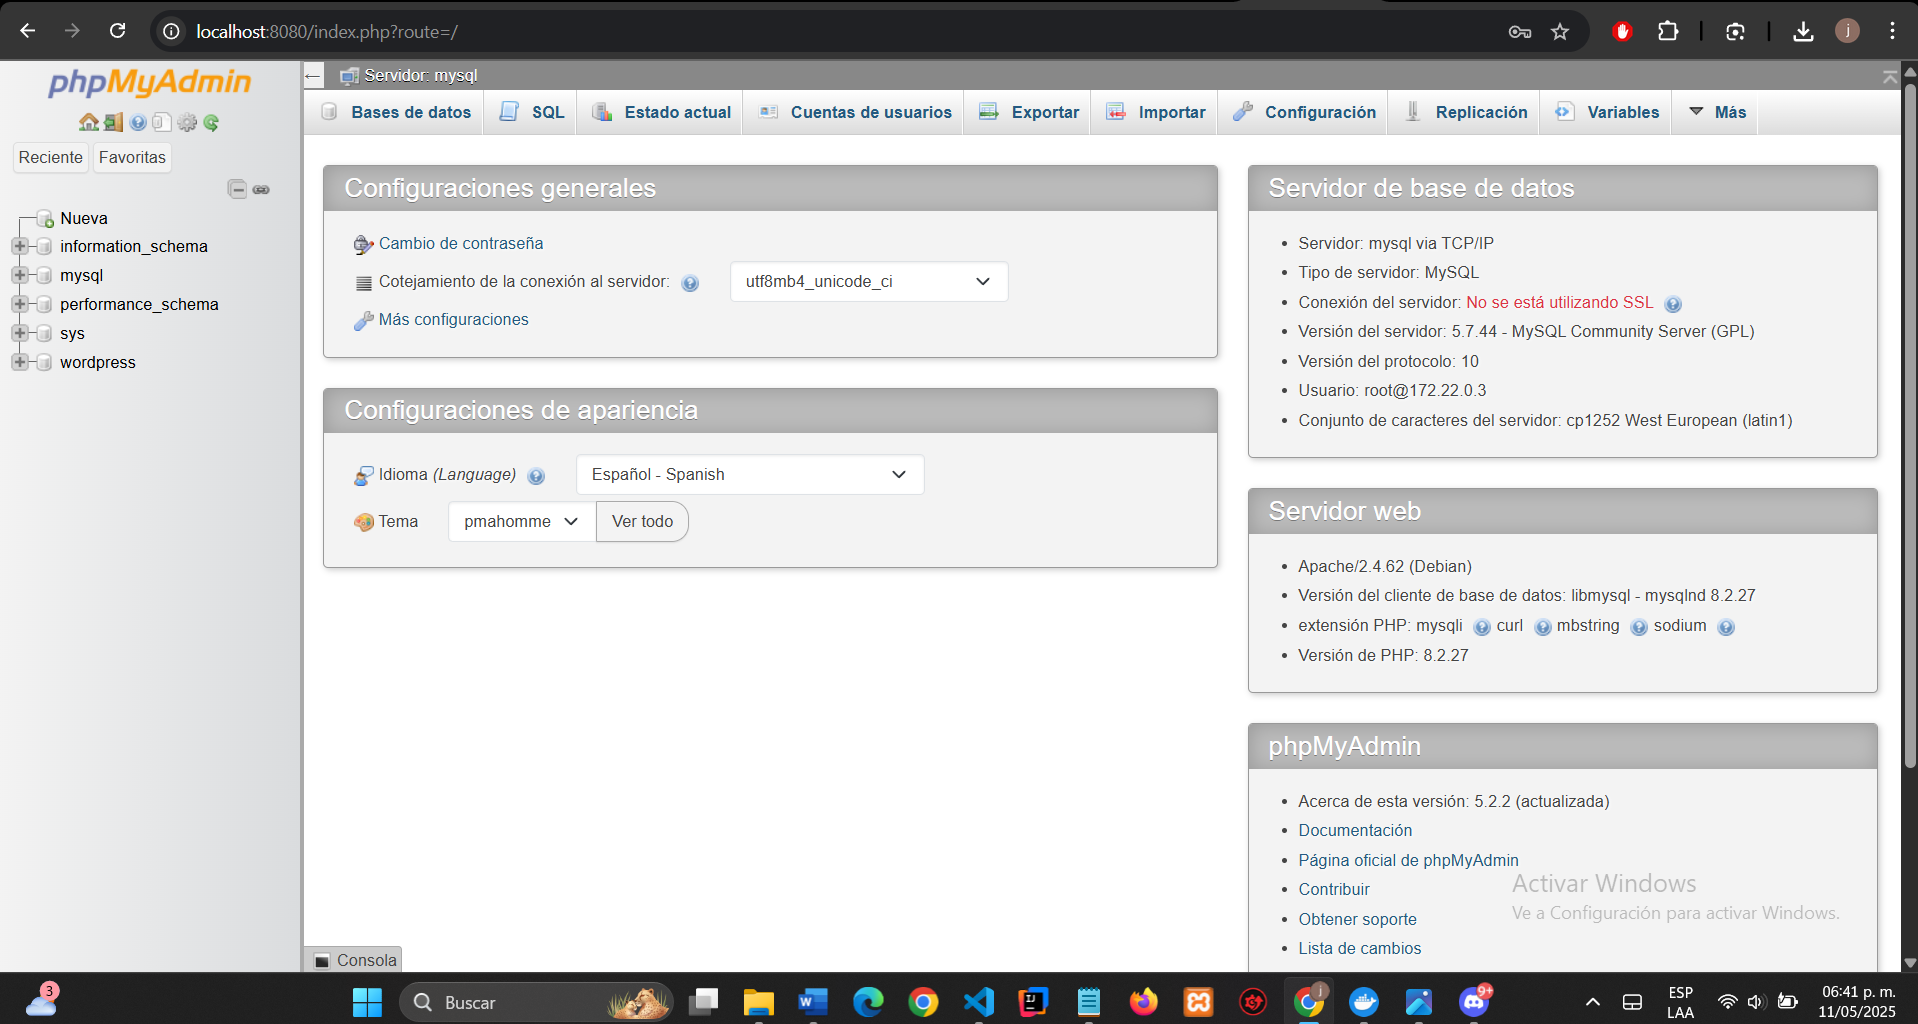 localhost:8080/index.php?route=/
j
phpMyAdmin
Reciente
Favoritas
Nueva
information_schema
mysql
performance_schema
sys
wordpress
Servidor: mysql
Bases de datos
SQL
Estado actual
Cuentas de usuarios
Exportar
Importar
Configuración
Replicación
Variables
Más
Configuraciones generales
Cambio de contraseña
Cotejamiento de la conexión al servidor:
utf8mb4_unicode_ci
Más configuraciones
Configuraciones de apariencia
Idioma (Language)
Español - Spanish
Tema
pmahomme
Ver todo
Servidor de base de datos
Servidor: mysql via TCP/IP
Tipo de servidor: MySQL
Conexión del servidor: No se está utilizando SSL
Versión del servidor: 5.7.44 - MySQL Community Server (GPL)
Versión del protocolo: 10
Usuario: root@172.22.0.3
Conjunto de caracteres del servidor: cp1252 West European (latin1)
Servidor web
Apache/2.4.62 (Debian)
Versión del cliente de base de datos: libmysql - mysqlnd 8.2.27
extensión PHP: mysqli curl mbstring sodium
Versión de PHP: 8.2.27
phpMyAdmin
Acerca de esta versión: 5.2.2 (actualizada)
Documentación
Página oficial de phpMyAdmin
Contribuir
Obtener soporte
Lista de cambios
Activar Windows
Ve a Configuración para activar Windows.
Consola
3
Buscar
9+
ESP
LAA
06:41 p. m.
11/05/2025